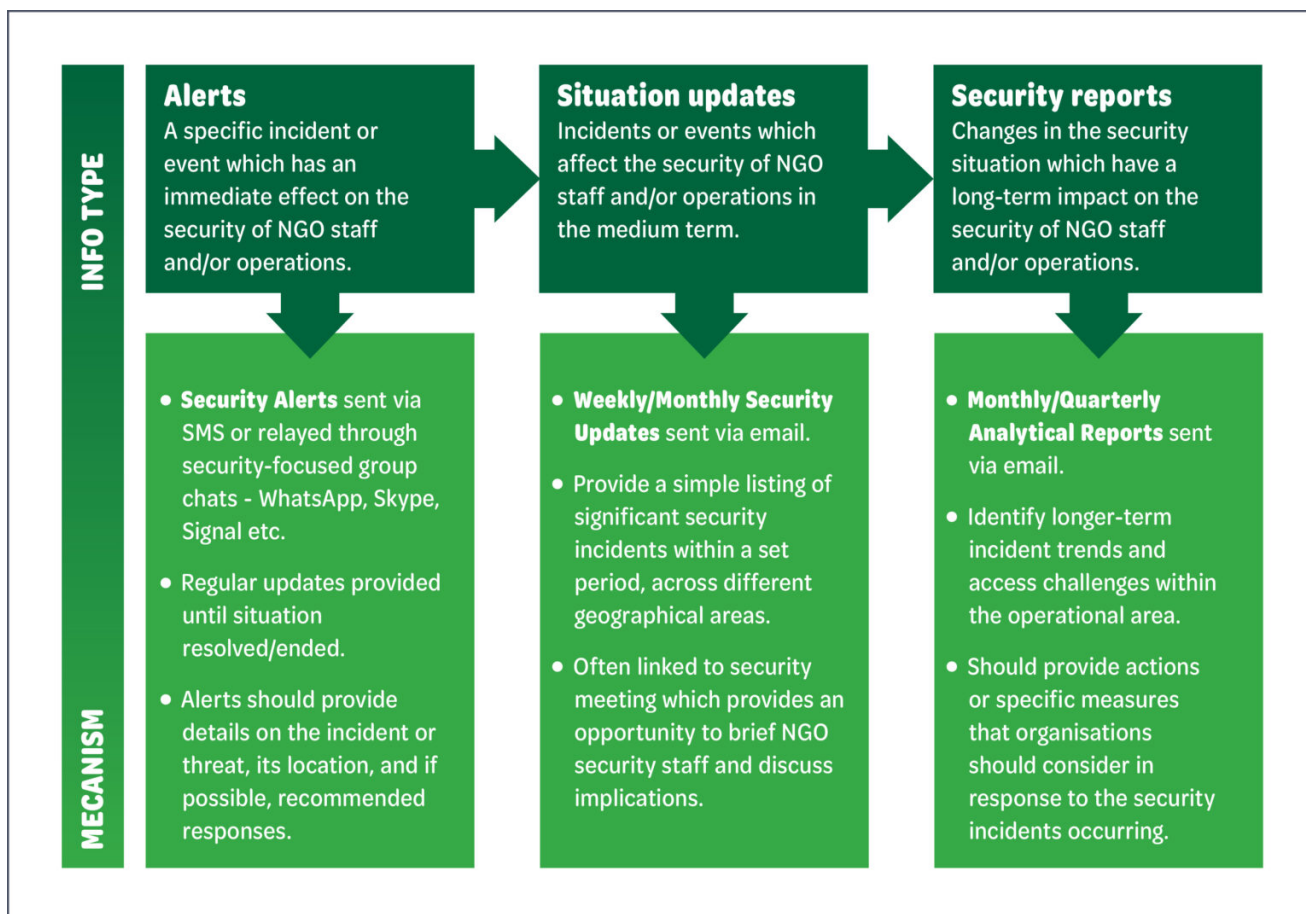 INFO TYPE
Alerts
A specific incident or
event which has an
immediate effect on the
security of NGO staff
and/or operations.
Situation updates
Incidents or events which
affect the security of NGO
staff and/or operations in
the medium term.
Security reports
Changes in the security
situation which have a
long-term impact on the
security of NGO staff
and/or operations.
MECANISM
• Security Alerts sent via
SMS or relayed through
security-focused group
chats - WhatsApp, Skype,
Signal etc.
• Regular updates provided
until situation
resolved/ended.
• Alerts should provide
details on the incident or
threat, its location, and if
possible, recommended
responses.
• Weekly/Monthly Security
Updates sent via email.
• Provide a simple listing of
significant security
incidents within a set
period, across different
geographical areas.
• Often linked to security
meeting which provides an
opportunity to brief NGO
security staff and discuss
implications.
• Monthly/Quarterly
Analytical Reports sent
via email.
• Identify longer-term
incident trends and
access challenges within
the operational area.
• Should provide actions
or specific measures
that organisations
should consider in
response to the security
incidents occurring.